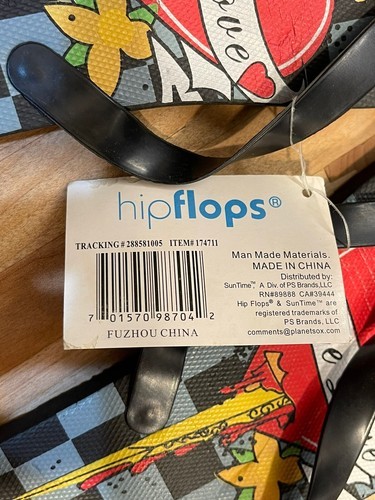 Love
hipflops®
TRACKING # 288581005 ITEM# 174711
Man Made Materials.
MADE IN CHINA
Distributed by:
SunTime™, A Div. of PS Brands,LLC
RN#89888 CA#39444
Hip Flops® & SunTime™ are
registered trademarks of
PS Brands, LLC
comments@planetsox.com
7 01570 98704 2
FUZHOU CHINA